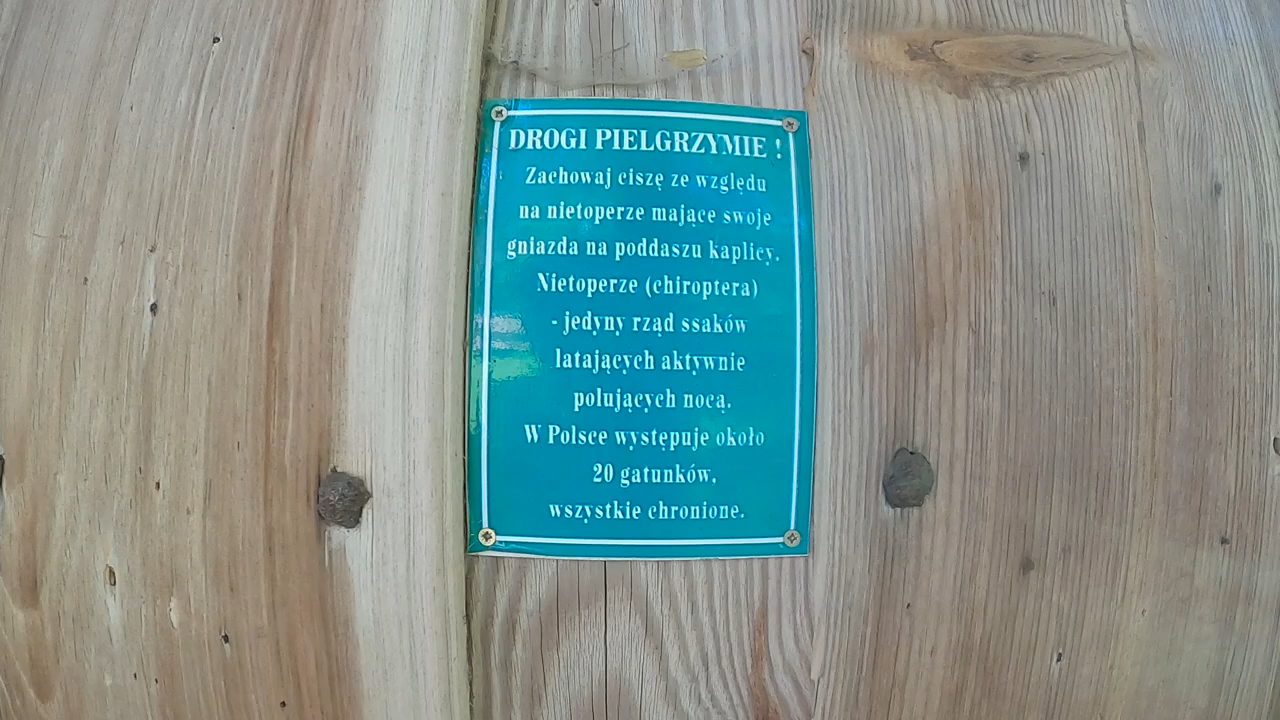 DROGI PIELGRZYMIE !
Zachowaj ciszę ze względu
na nietoperze mające swoje
gniazda na poddaszu kaplicy.
Nietoperze (chiroptera)
- jedyny rząd ssaków
latających aktywnie
polujących nocą.
W Polsce występuje około
20 gatunków,
wszystkie chronione.